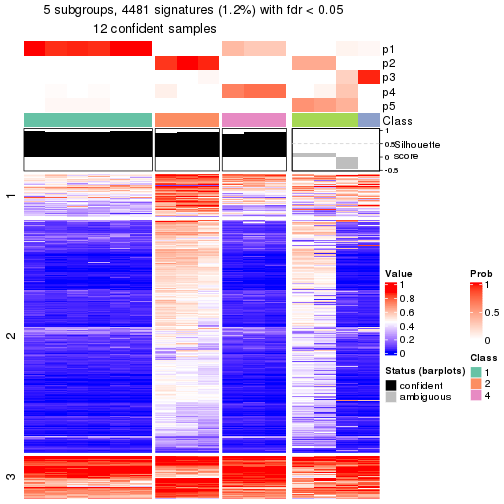 5 subgroups, 4481 signatures (1.2%) with fdr < 0.05
12 confident samples
p1
p2
p3
p4
p5
Class
1
0.5
0
-0.5
Silhouette
score
1
2
3
Value
1
0.8
0.6
0.4
0.2
0
Status (barplots)
confident
ambiguous
Prob
1
0.5
0
Class
1
2
4